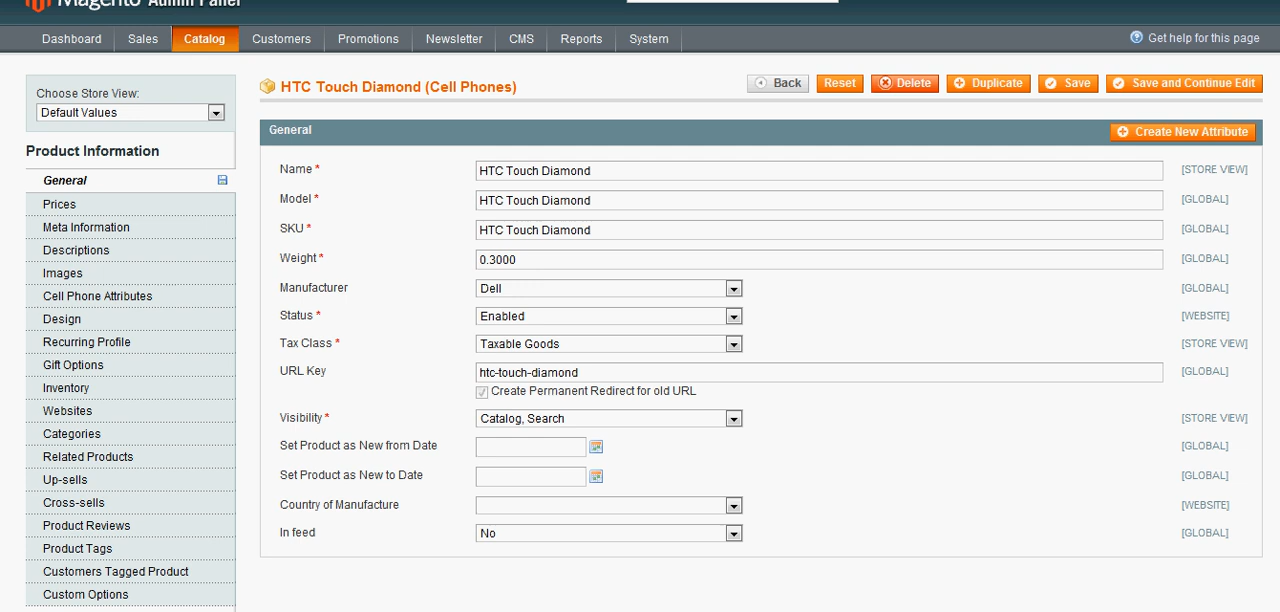 Magento Admin Panel
Dashboard Sales Catalog Customers Promotions Newsletter CMS Reports System Get help for this page
Choose Store View:
Default Values
Product Information
General
Prices
Meta Information
Descriptions
Images
Cell Phone Attributes
Design
Recurring Profile
Gift Options
Inventory
Websites
Categories
Related Products
Up-sells
Cross-sells
Product Reviews
Product Tags
Customers Tagged Product
Custom Options
HTC Touch Diamond (Cell Phones) Back Reset Delete Duplicate Save Save and Continue Edit
General Create New Attribute
Name * HTC Touch Diamond [STORE VIEW]
Model * HTC Touch Diamond [GLOBAL]
SKU * HTC Touch Diamond [GLOBAL]
Weight * 0.3000 [GLOBAL]
Manufacturer Dell [GLOBAL]
Status * Enabled [WEBSITE]
Tax Class * Taxable Goods [STORE VIEW]
URL Key htc-touch-diamond [GLOBAL]
Create Permanent Redirect for old URL
Visibility * Catalog, Search [STORE VIEW]
Set Product as New from Date [GLOBAL]
Set Product as New to Date [GLOBAL]
Country of Manufacture [WEBSITE]
In feed No [GLOBAL]